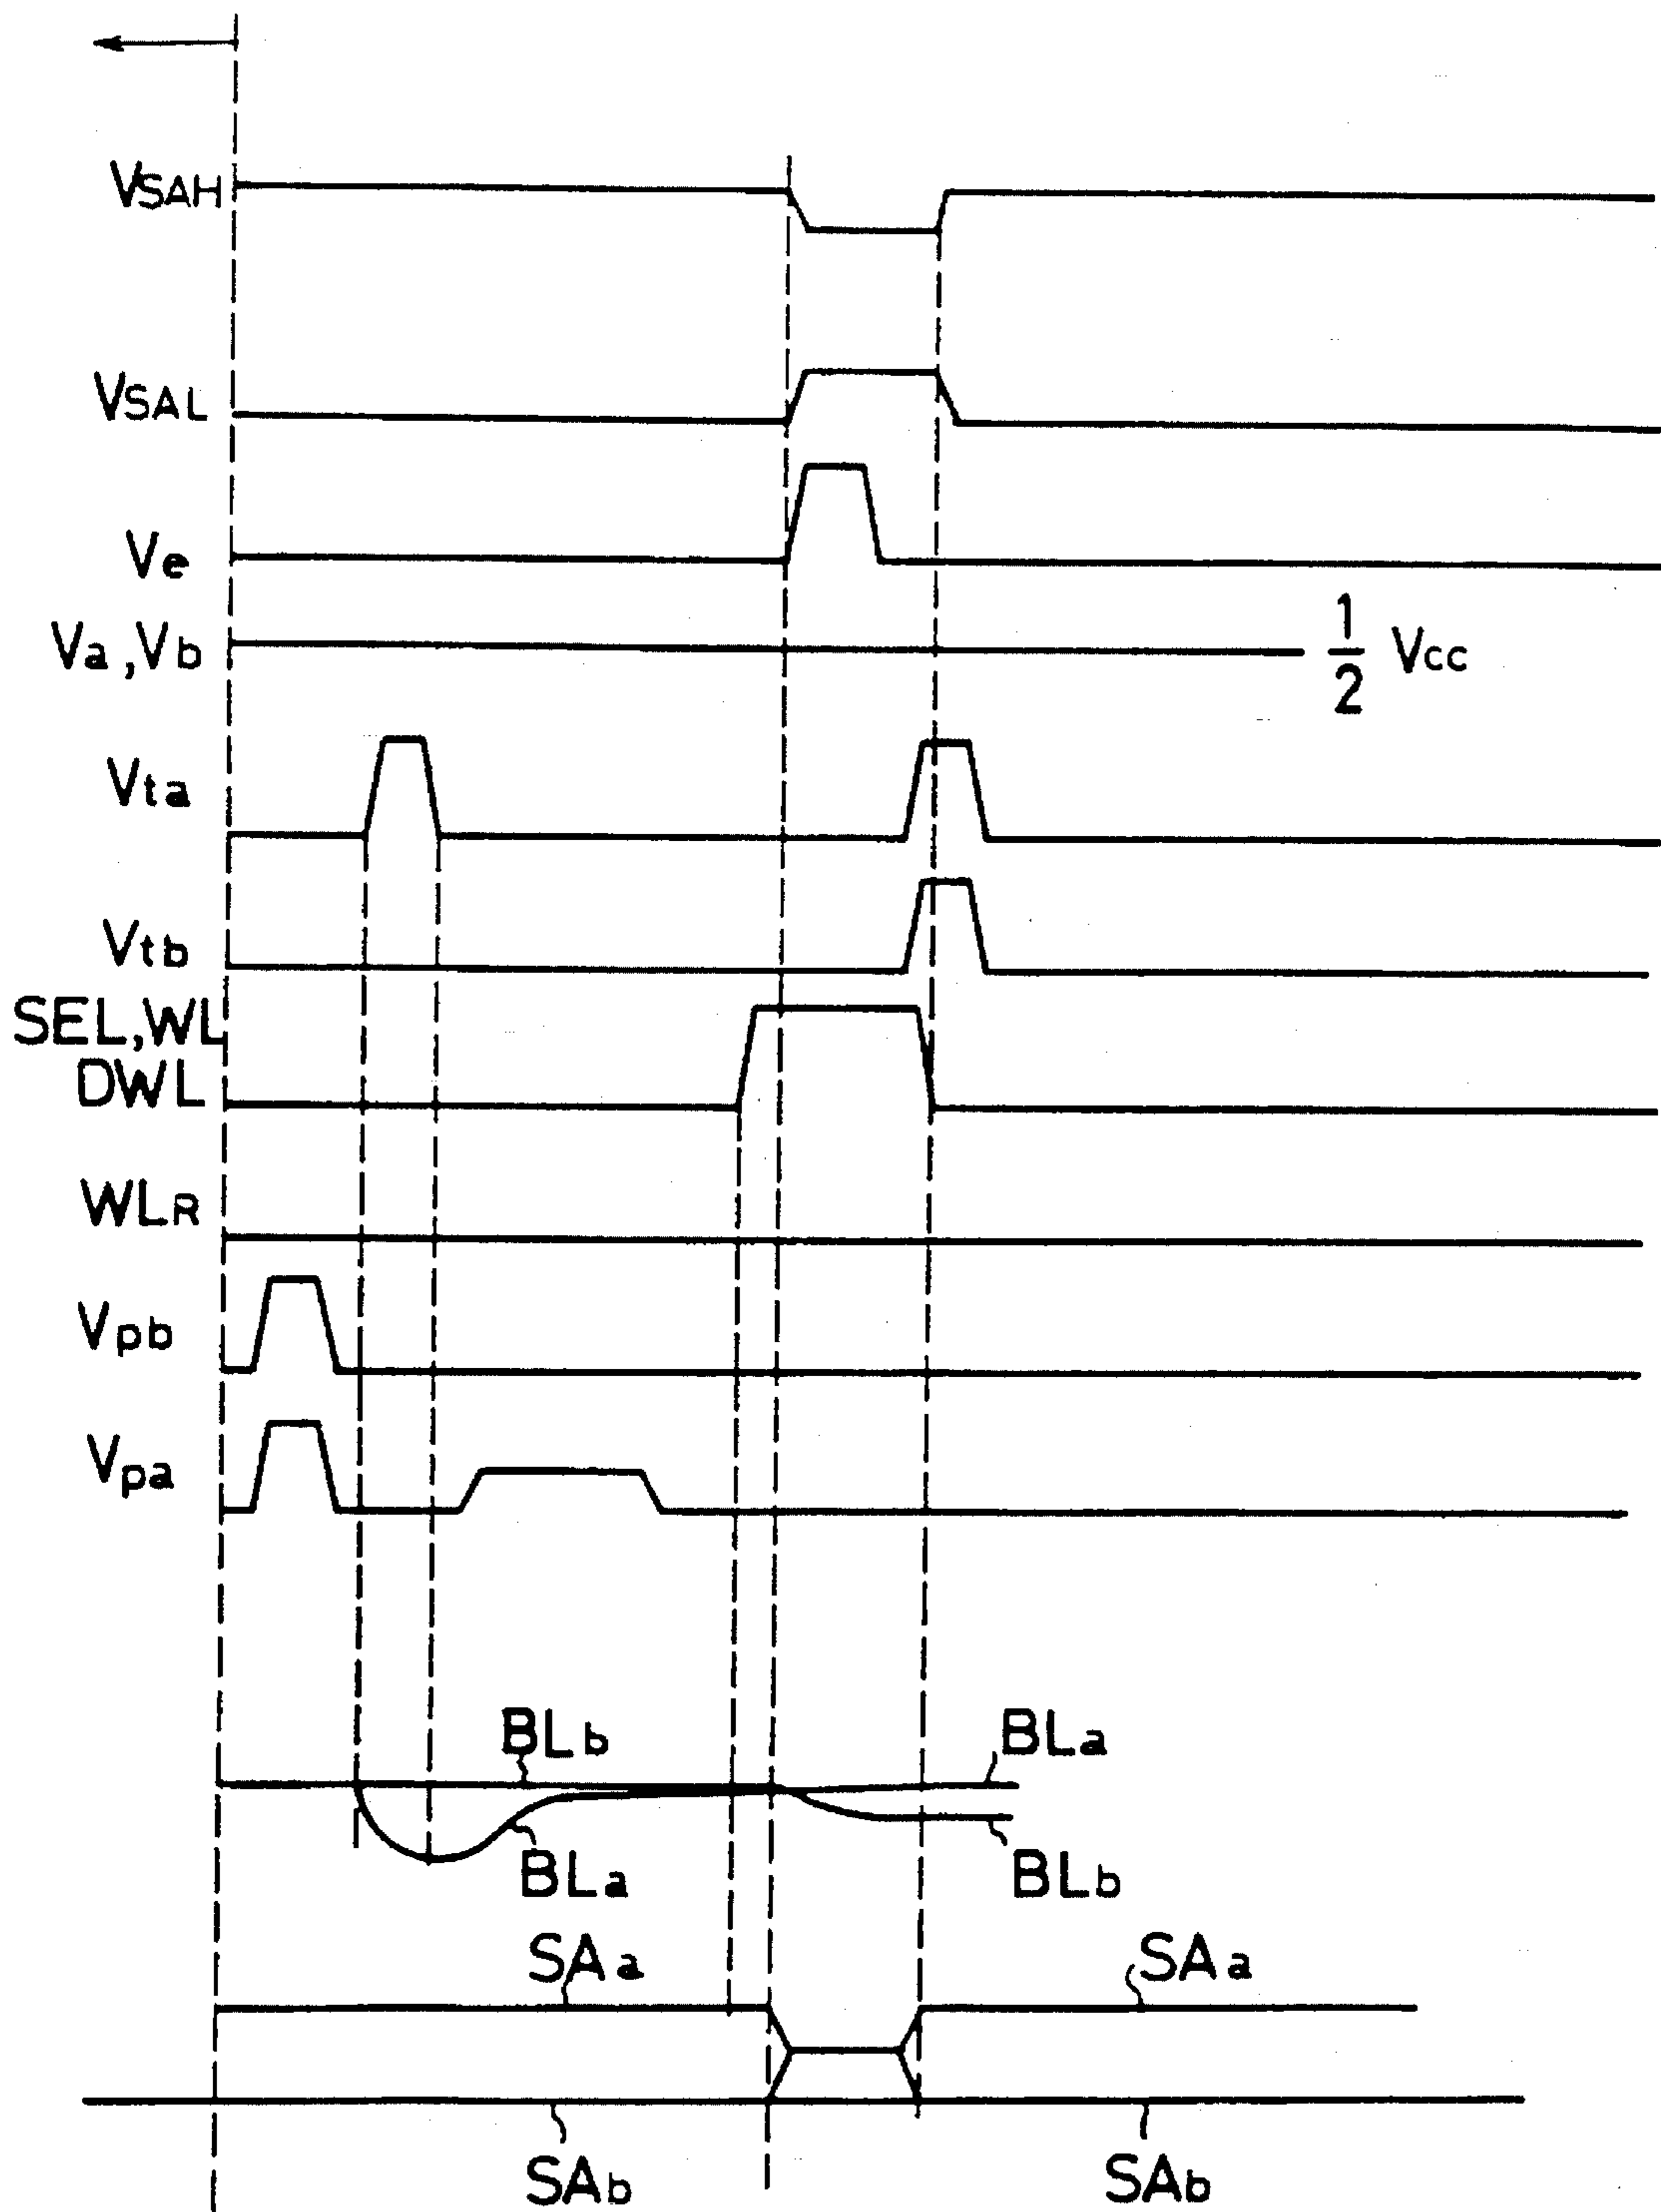 VSAH
VSAL
Ve
Va,Vb
1/2 Vcc
Vta
Vtb
SEL,WL
DWL
WLR
Vpb
Vpa
BLb
BLa
BLa
BLb
SAa
SAa
SAb
SAb